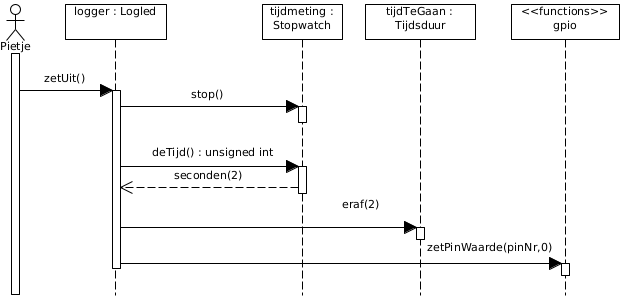 logger : Logled
tijdmeting :
Stopwatch
tijdTeGaan :
Tijdsduur
<<functions>>
gpio
Pietje
zetUit()
stop()
deTijd() : unsigned int
seconden(2)
eraf(2)
zetPinWaarde(pinNr,0)